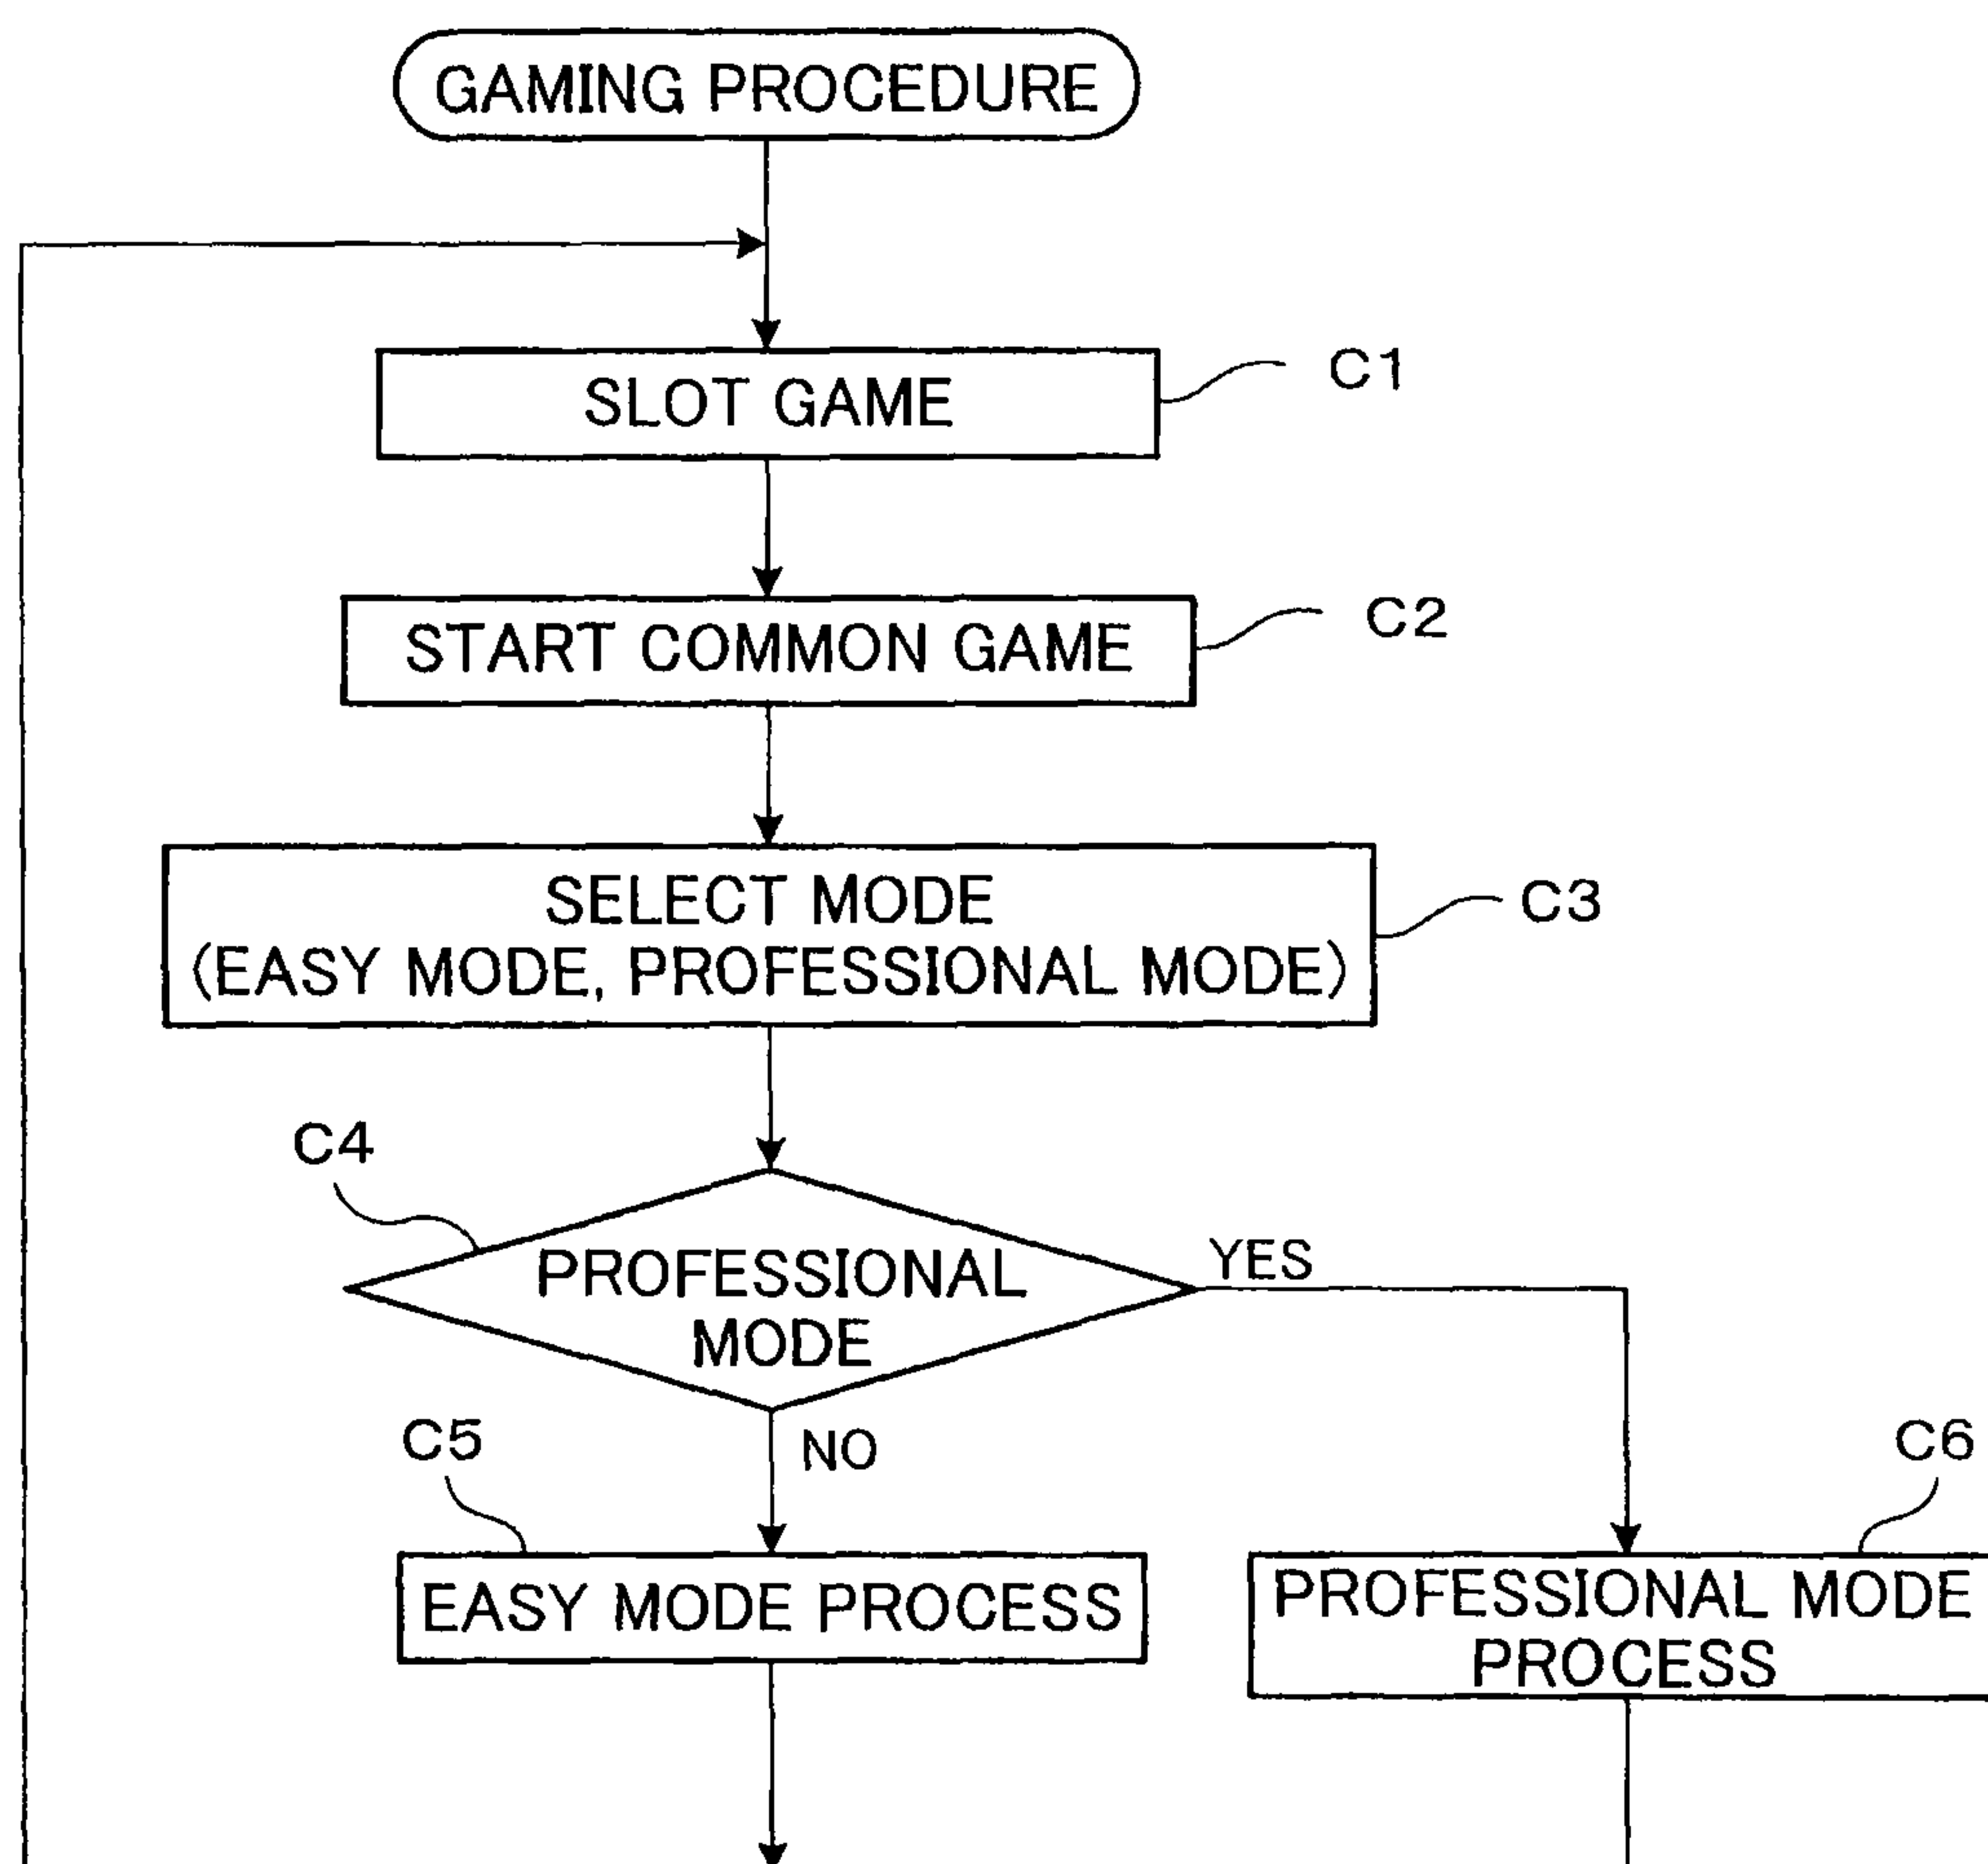 GAMING PROCEDURE
SLOT GAME
C1
START COMMON GAME
C2
SELECT MODE
(EASY MODE, PROFESSIONAL MODE)
C3
C4
PROFESSIONAL
MODE
YES
NO
C5
EASY MODE PROCESS
C6
PROFESSIONAL MODE
PROCESS